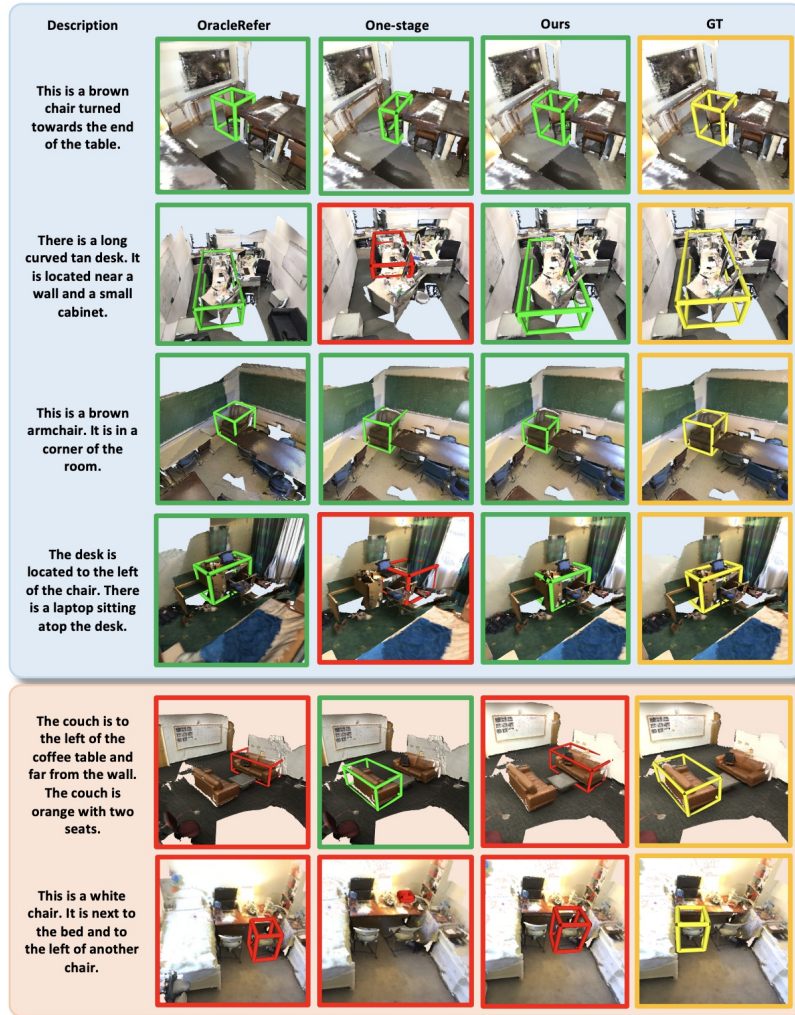 Description OracleRefer One-stage Ours GT
This is a brown
chair turned
towards the end
of the table.
There is a long
curved tan desk. It
is located near a
wall and a small
cabinet.
This is a brown
armchair. It is in a
corner of the
room.
The desk is
located to the left
of the chair. There
is a laptop sitting
atop the desk.
The couch is to
the left of the
coffee table and
far from the wall.
The couch is
orange with two
seats.
This is a white
chair. It is next to
the bed and to
the left of another
chair.